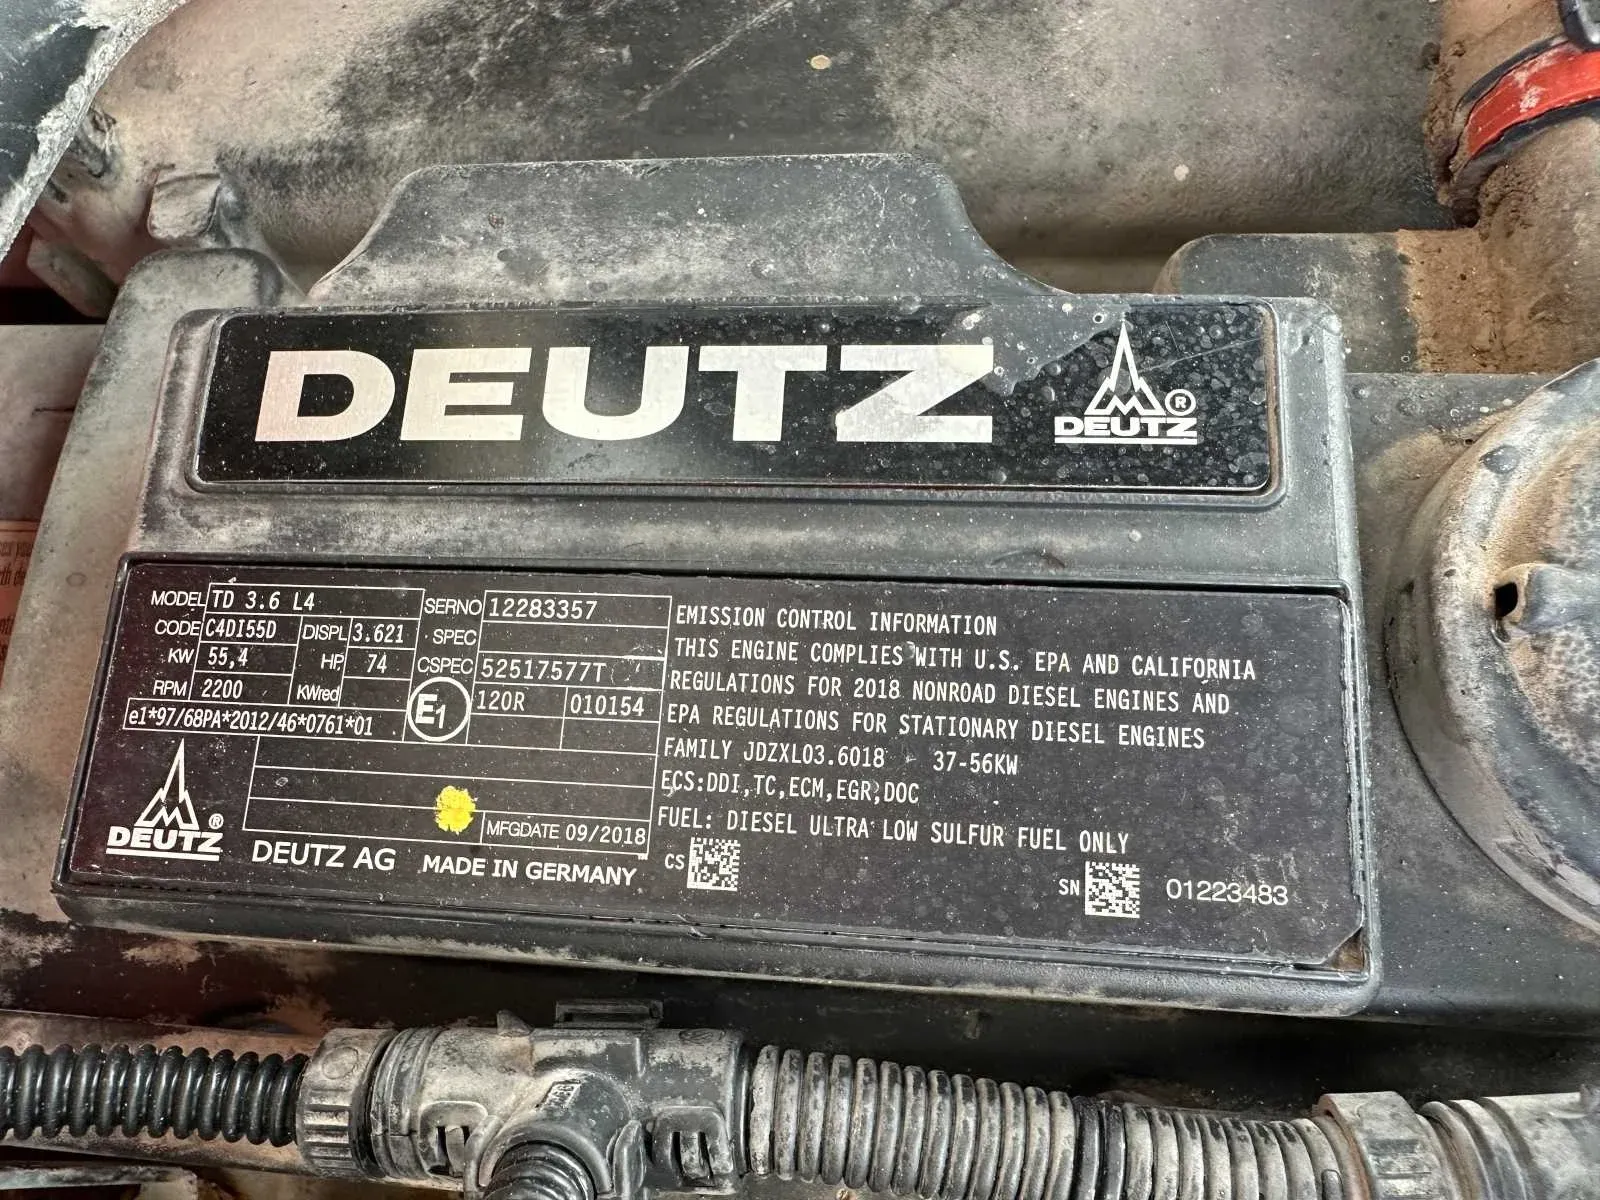 DEUTZ
DEUTZ ®
MODEL TD 3.6 L4
CODE C4DI55D DISPL 3.621
KW 55,4 HP 74
RPM 2200 KWred
e1*97/68PA*2012/46*0761*01
SERNO 12283357
SPEC
CSPEC 52517577T
E1 120R 010154
MFGDATE 09/2018
DEUTZ ®
DEUTZ AG MADE IN GERMANY
EMISSION CONTROL INFORMATION
THIS ENGINE COMPLIES WITH U.S. EPA AND CALIFORNIA
REGULATIONS FOR 2018 NONROAD DIESEL ENGINES AND
EPA REGULATIONS FOR STATIONARY DIESEL ENGINES
FAMILY JDZXL03.6018 37-56KW
ECS:DDI,TC,ECM,EGR,DOC
FUEL: DIESEL ULTRA LOW SULFUR FUEL ONLY
CS
SN 01223483